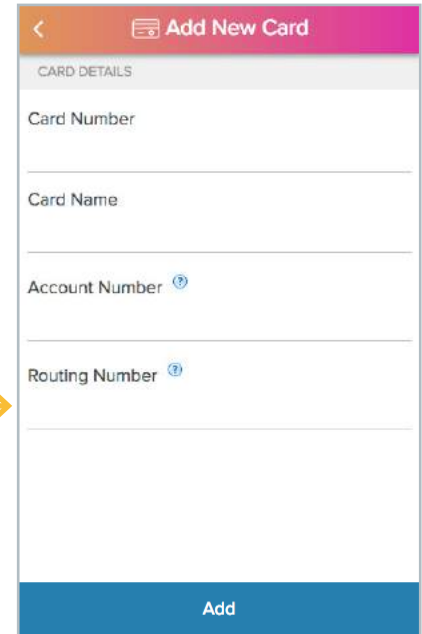 Add New Card
CARD DETAILS
Card Number
Card Name
Account Number ?
Routing Number ?
Add